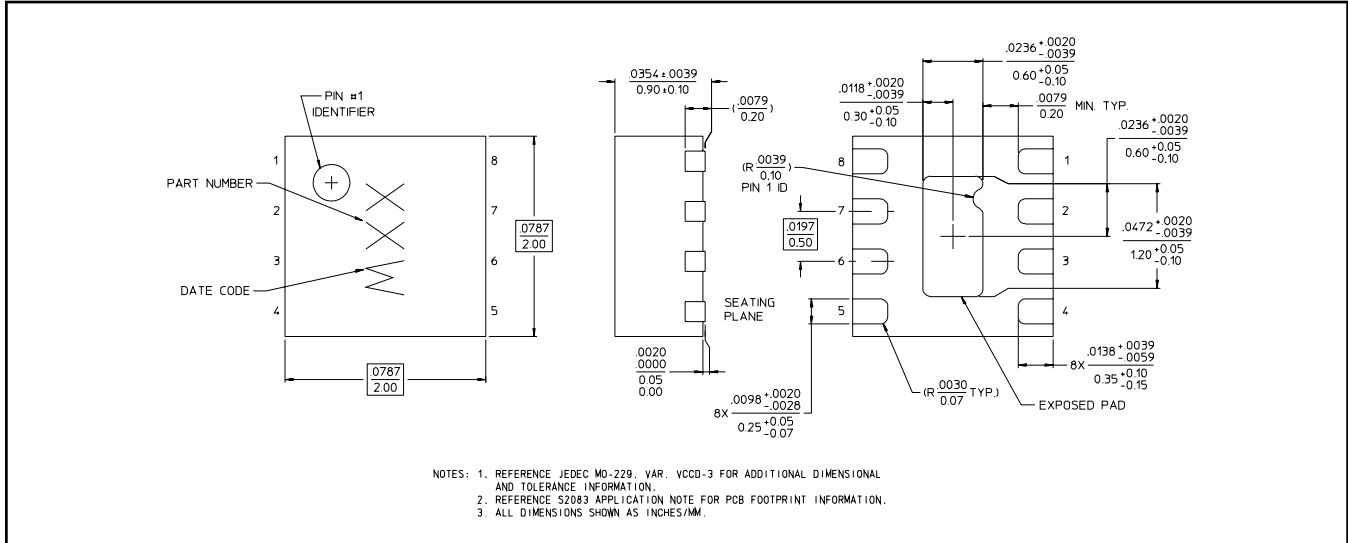 PIN #1
IDENTIFIER
PART NUMBER
DATE CODE
1
2
3
4
8
7
6
5
XX
W
.0787
2.00
.0787
2.00
.0354 ±.0039
0.90 ±0.10
(.0079
0.20)
SEATING
PLANE
.0020
.0000
0.05
0.00
.0236 +.0020
-.0039
0.60 +0.05
-0.10
.0118 +.0020
-.0039
0.30 +0.05
-0.10
.0079
0.20
MIN. TYP.
.0236 +.0020
-.0039
0.60 +0.05
-0.10
(R .0039
0.10)
PIN 1 ID
.0197
0.50
.0472 +.0020
-.0039
1.20 +0.05
-0.10
8
7
6
5
1
2
3
4
8X .0138 +.0039
-.0059
0.35 +0.10
-0.15
8X .0098 +.0020
-.0028
0.25 +0.05
-0.07
(R .0030 TYP.)
0.07
EXPOSED PAD
NOTES: 1. REFERENCE JEDEC MO-229, VAR. VCCD-3 FOR ADDITIONAL DIMENSIONAL
AND TOLERANCE INFORMATION.
2. REFERENCE S2083 APPLICATION NOTE FOR PCB FOOTPRINT INFORMATION.
3. ALL DIMENSIONS SHOWN AS INCHES/MM.